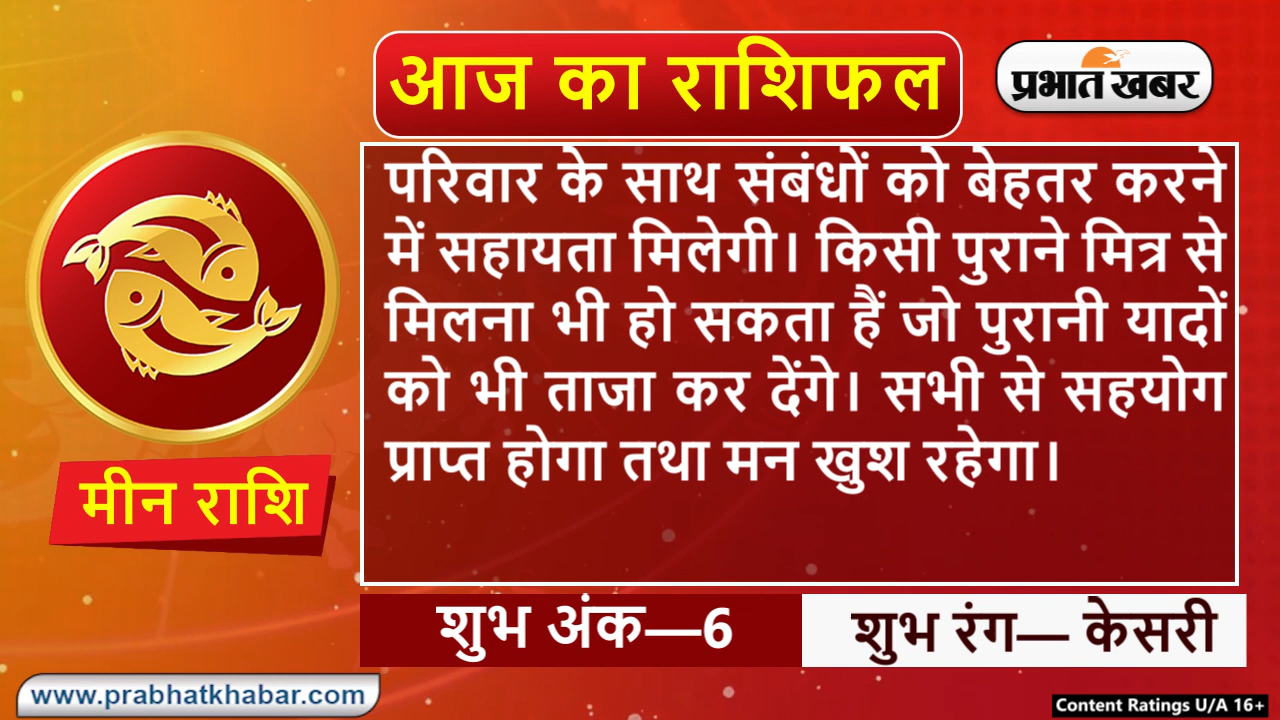 आज का राशिफल
प्रभात खबर
परिवार के साथ संबंधों को बेहतर करने
में सहायता मिलेगी। किसी पुराने मित्र से
मिलना भी हो सकता हैं जो पुरानी यादों
को भी ताजा कर देंगे। सभी से सहयोग
प्राप्त होगा तथा मन खुश रहेगा।
मीन राशि
शुभ अंक—6
शुभ रंग— केसरी
www.prabhatkhabar.com
Content Ratings U/A 16+